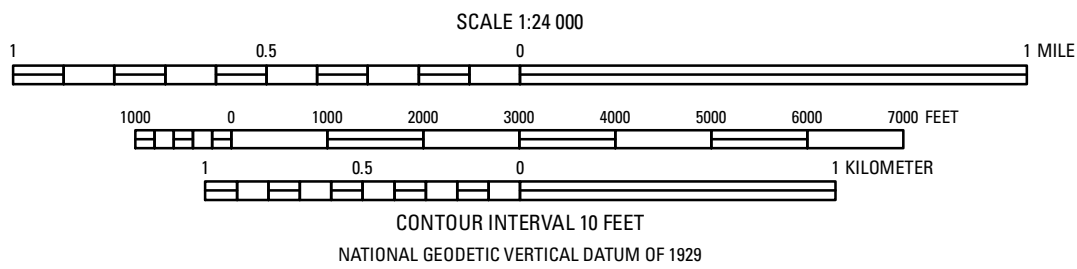 SCALE 1:24 000
1 0.5 0 1 MILE
1000 0 1000 2000 3000 4000 5000 6000 7000 FEET
1 0.5 0 1 KILOMETER
CONTOUR INTERVAL 10 FEET
NATIONAL GEODETIC VERTICAL DATUM OF 1929